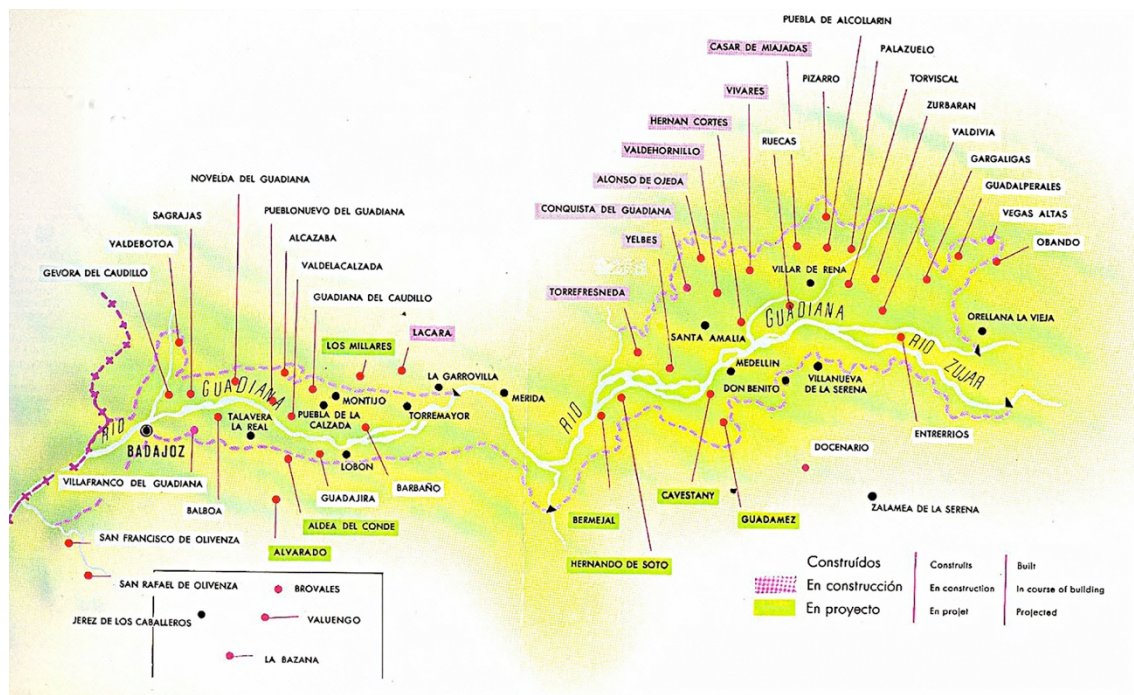 PUEBLA DE ALCOLLARIN
CASAR DE MIAJADAS
PALAZUELO
PIZARRO
TORVISCAL
VIVARES
ZURBARAN
HERNAN CORTES
RUECAS
VALDIVIA
VALDEHORNILLO
GARGALIGAS
NOVELDA DEL GUADIANA
ALONSO DE OJEDA
GUADALPERALES
SAGRAJAS
PUEBLONUEVO DEL GUADIANA
CONQUISTA DEL GUADIANA
VEGAS ALTAS
VALDEBOTOA
ALCAZABA
YELBES
OBANDO
GEVORA DEL CAUDILLO
VALDELACALZADA
VILLAR DE RENA
GUADIANA DEL CAUDILLO
TORREFRESNEDA
LOS MILLARES
LACARA
SANTA AMALIA
GUADIANA
ORELLANA LA VIEJA
RIO ZUJAR
MEDELLIN
LA GARROVILLA
MERIDA
DON BENITO
VILLANUEVA
DE LA SERENA
RIO GUADIANA
MONTIJO
TALAVERA
LA REAL
PUEBLA DE LA
CALZADA
TORREMAYOR
RIO
BADAJOZ
LOBON
ENTRERRIOS
DOCENARIO
VILLAFRANCO DEL GUADIANA
BALBOA
GUADAJIRA
BARBAÑO
CAVESTANY
ZALAMEA DE LA SERENA
BERMEJAL
GUADAMEZ
ALDEA DEL CONDE
SAN FRANCISCO DE OLIVENZA
ALVARADO
HERNANDO DE SOTO
SAN RAFAEL DE OLIVENZA
BROVALES
JEREZ DE LOS CABALLEROS
VALUENGO
LA BAZANA
Construídos Construits Built
En construcción En construction In course of building
En proyecto En projet Projected